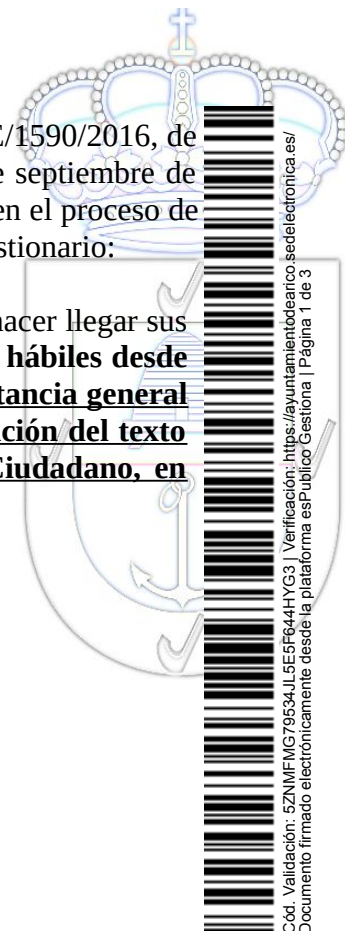 E/1590/2016, de
e septiembre de
en el proceso de
estionario:
hacer llegar sus
hábiles desde
tancia general
ción del texto
Ciudadano, en
Cód. Validación: 5ZNMFMG79534JL5E5F644HYG3 | Verificación: https://ayuntamientodearico.sedelectronica.es/
Documento firmado electrónicamente desde la plataforma esPublico Gestiona | Página 1 de 3